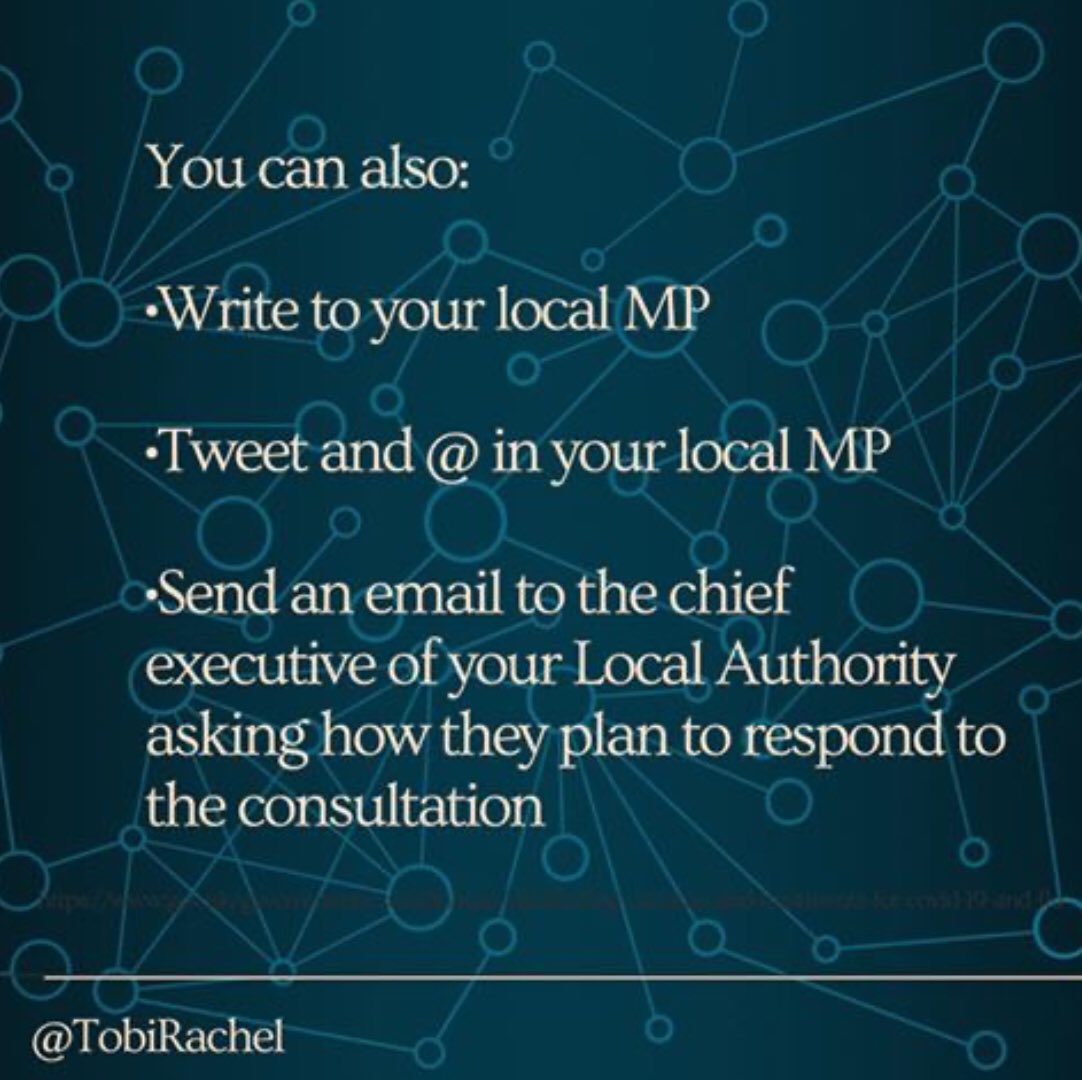 You can also:
•Write to your local MP
•Tweet and @ in your local MP
•Send an email to the chief
executive of your Local Authority
asking how they plan to respond to
the consultation
@TobiRachel